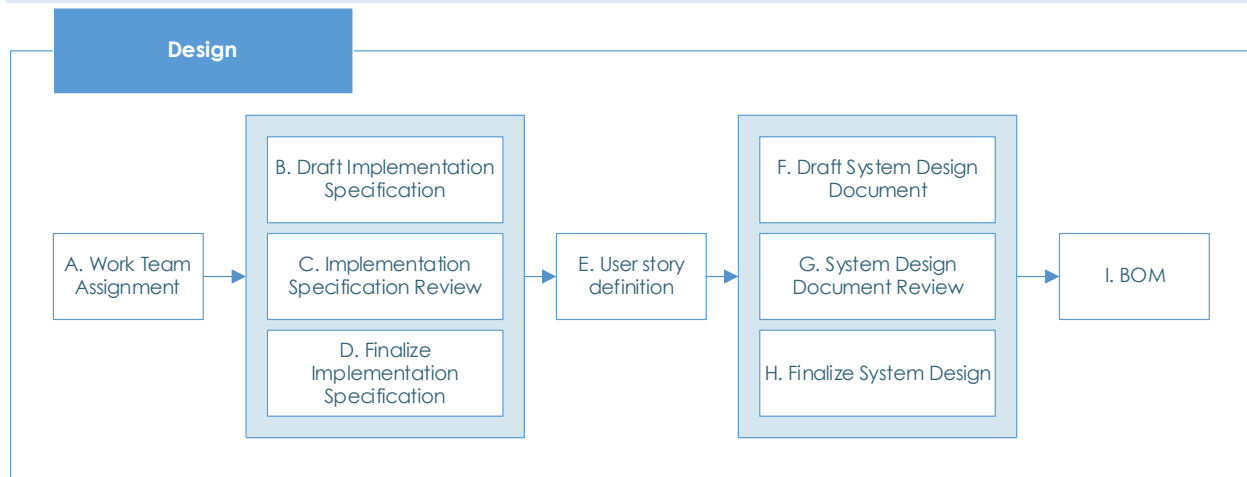 Design
A. Work Team
Assignment
B. Draft Implementation
Specification
C. Implementation
Specification Review
D. Finalize
Implementation
Specification
E. User story
definition
F. Draft System Design
Document
G. System Design
Document Review
H. Finalize System Design
I. BOM